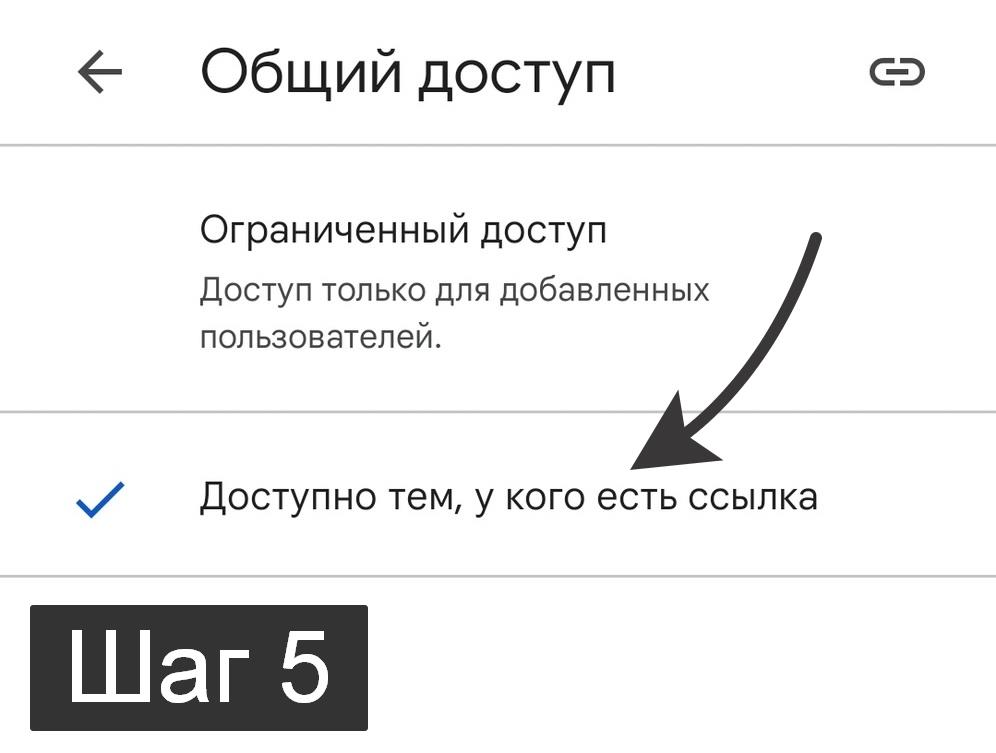 Общий доступ
Ограниченный доступ
Доступ только для добавленных
пользователей.
Доступно тем, у кого есть ссылка
Шаг 5